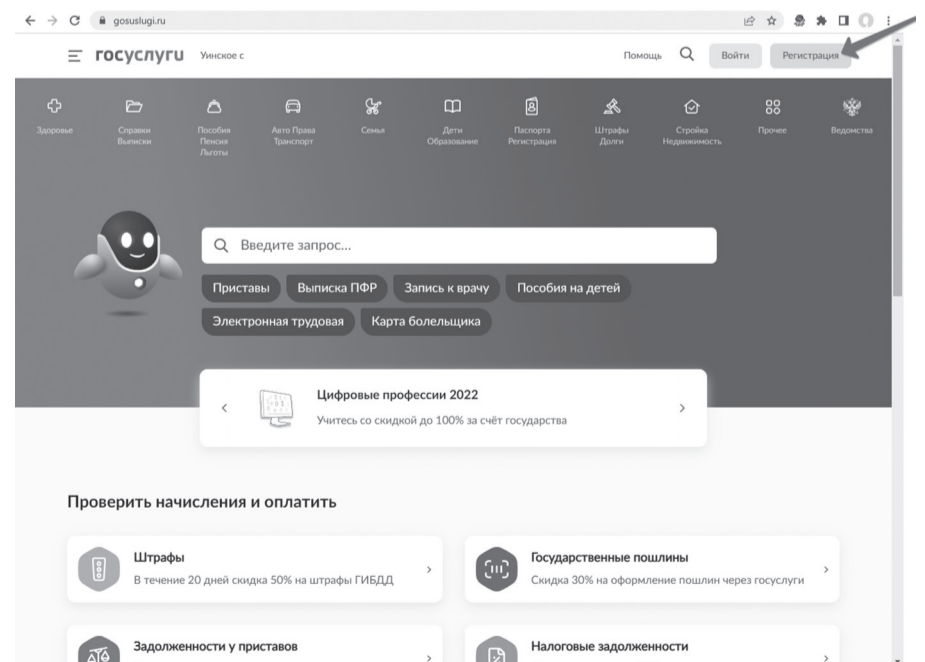 gosuslugi.ru
госуслуги Уинское с Помощь Войти Регистрация
Здоровье
Справки
Выписки
Пособия
Пенсия
Льготы
Авто Права
Транспорт
Семья
Дети
Образование
Паспорта
Регистрация
Штрафы
Долги
Стройка
Недвижимость
Прочее
Ведомства
Введите запрос...
Приставы Выписка ПФР Запись к врачу Пособия на детей
Электронная трудовая Карта болельщика
Цифровые профессии 2022
Учитесь со скидкой до 100% за счёт государства
Проверить начисления и оплатить
Штрафы
В течение 20 дней скидка 50% на штрафы ГИБДД
Государственные пошлины
Скидка 30% на оформление пошлин через госуслуги
Задолженности у приставов
Налоговые задолженности